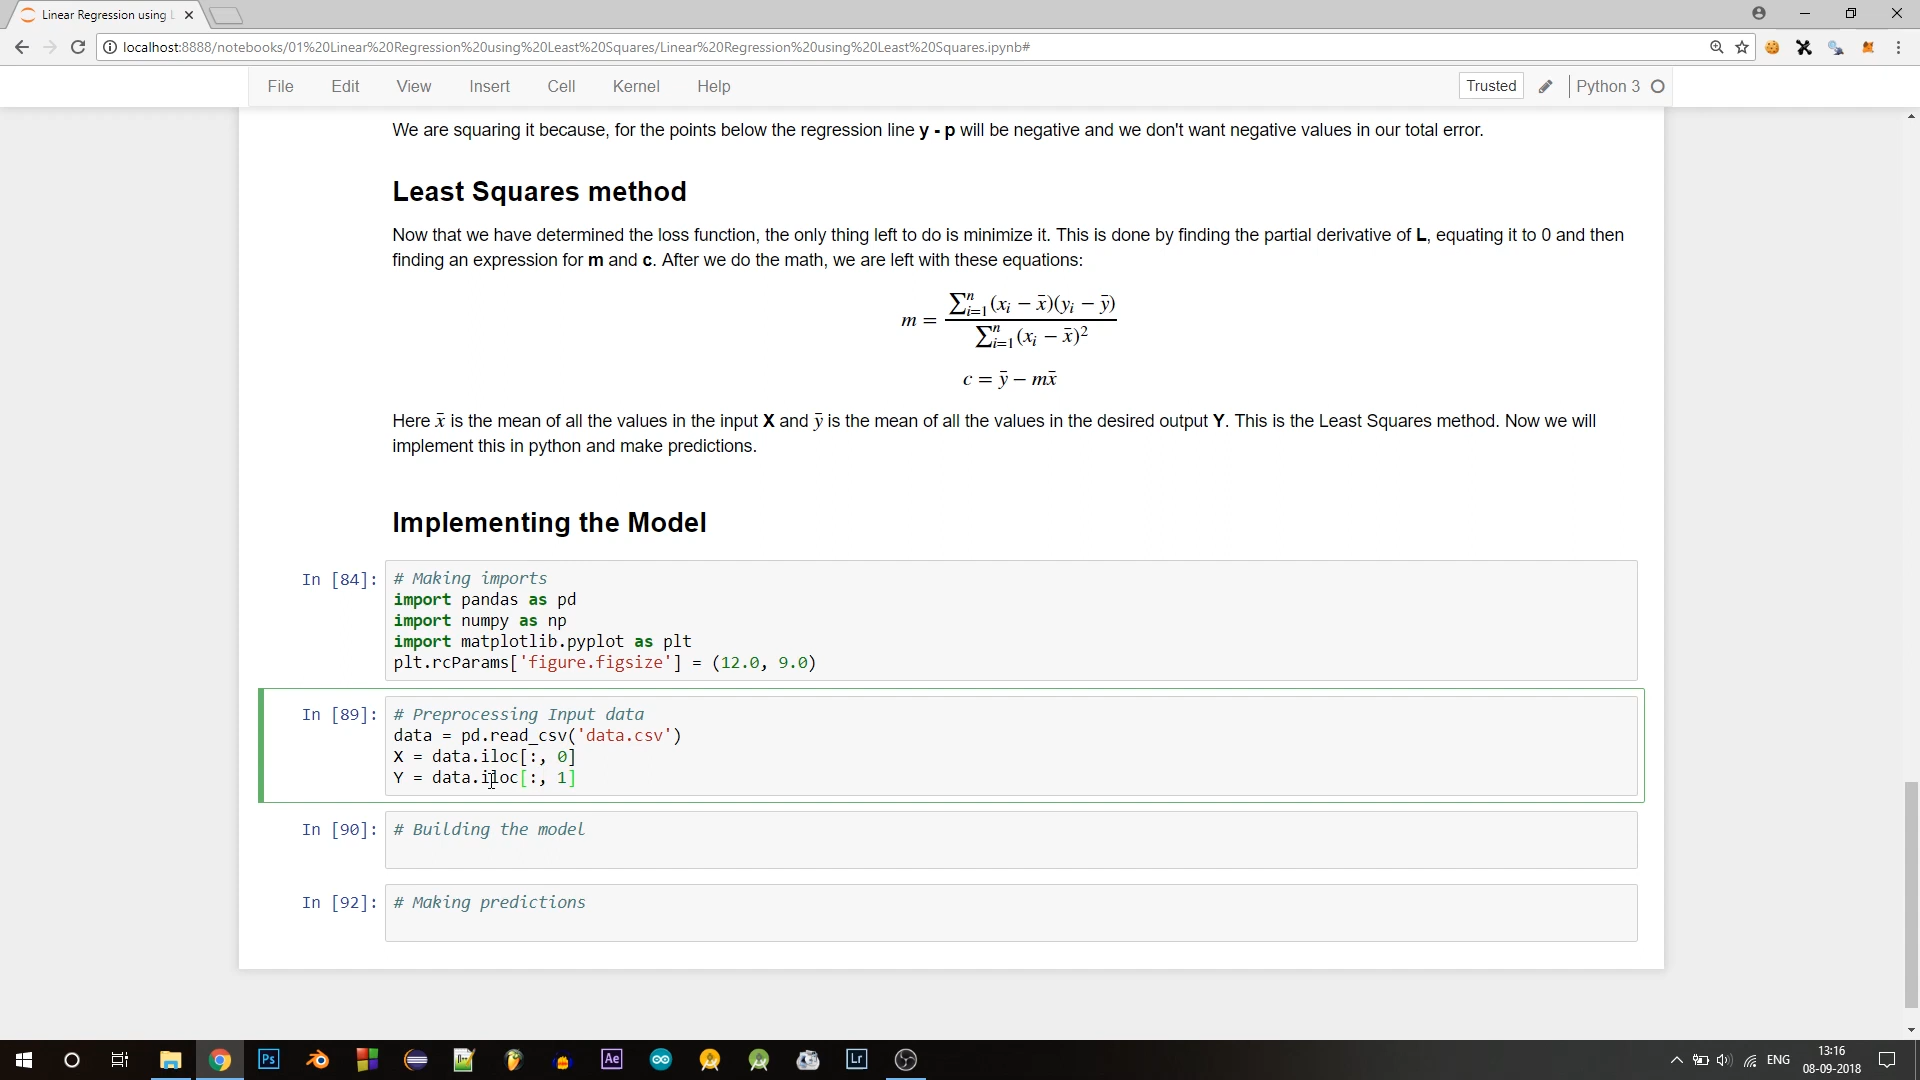 Linear Regression using L
localhost:8888/notebooks/01%20Linear%20Regression%20using%20Least%20Squares/Linear%20Regression%20using%20Least%20Squares.ipynb#
File Edit View Insert Cell Kernel Help Trusted Python 3
We are squaring it because, for the points below the regression line y - p will be negative and we don't want negative values in our total error.
Least Squares method
Now that we have determined the loss function, the only thing left to do is minimize it. This is done by finding the partial derivative of L, equating it to 0 and then
finding an expression for m and c. After we do the math, we are left with these equations:
m = ∑ⁿᵢ₌₁(xᵢ − x̄)(yᵢ − ȳ) / ∑ⁿᵢ₌₁(xᵢ − x̄)²
c = ȳ − mx̄
Here x̄ is the mean of all the values in the input X and ȳ is the mean of all the values in the desired output Y. This is the Least Squares method. Now we will
implement this in python and make predictions.
Implementing the Model
In [84]: # Making imports
import pandas as pd
import numpy as np
import matplotlib.pyplot as plt
plt.rcParams['figure.figsize'] = (12.0, 9.0)
In [89]: # Preprocessing Input data
data = pd.read_csv('data.csv')
X = data.iloc[:, 0]
Y = data.iloc[:, 1]
In [90]: # Building the model
In [92]: # Making predictions
Ps Ae Lr ENG 13:16
08-09-2018